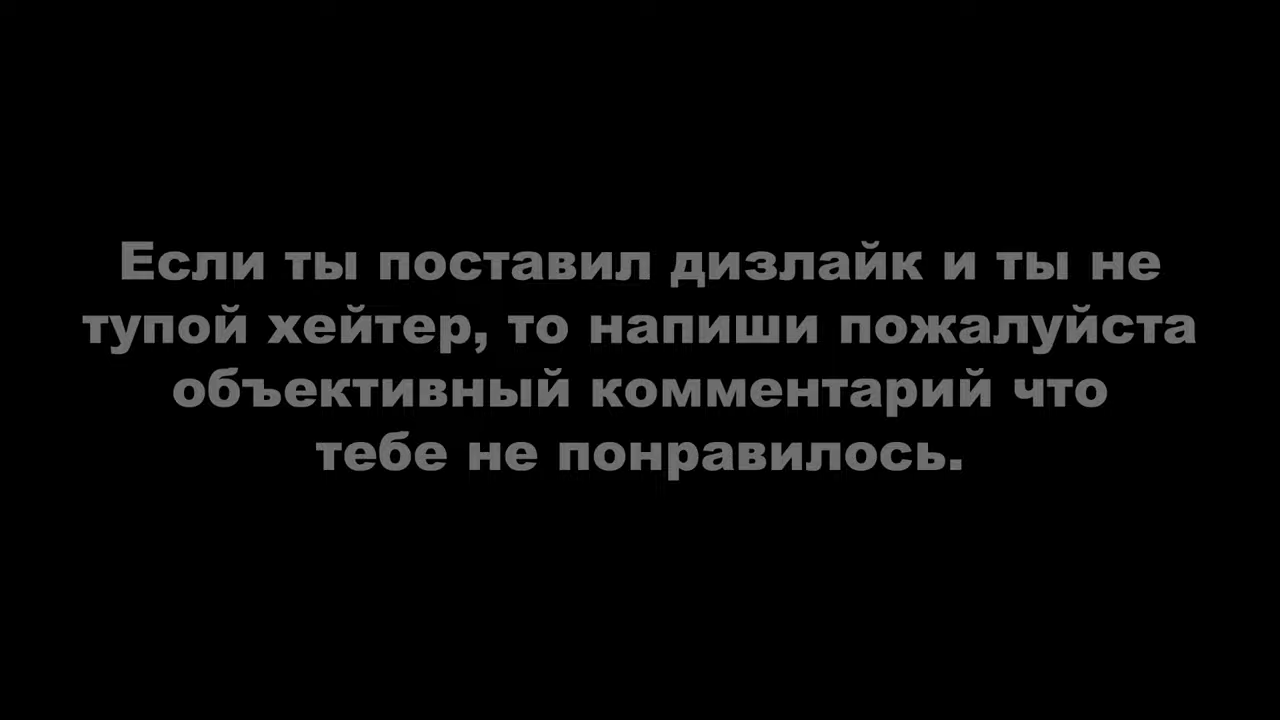 Если ты поставил дизлайк и ты не
тупой хейтер, то напиши пожалуйста
объективный комментарий что
тебе не понравилось.